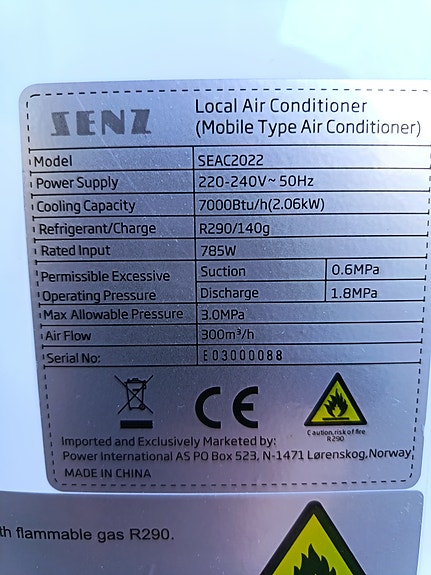 SENZ
Local Air Conditioner
(Mobile Type Air Conditioner)
Model SEAC2022
Power Supply 220-240V~ 50Hz
Cooling Capacity 7000Btu/h(2.06kW)
Refrigerant/Charge R290/140g
Rated Input 785W
Permissible Excessive Suction 0.6MPa
Operating Pressure Discharge 1.8MPa
Max Allowable Pressure 3.0MPa
Air Flow 300m³/h
Serial No: E03000088
CE
Caution, risk of fire
R290
Imported and Exclusively Marketed by:
Power International AS PO Box 523, N-1471 Lørenskog, Norway
MADE IN CHINA
flammable gas R290.